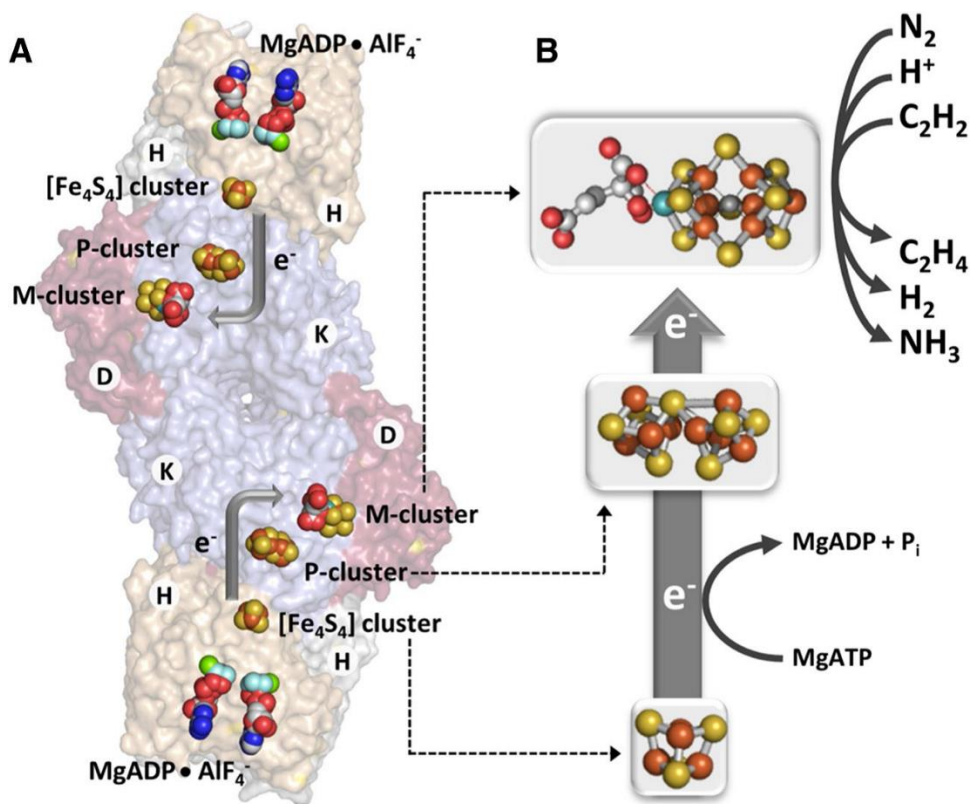 A
MgADP • AlF₄⁻
H
[Fe₄S₄] cluster
H
P-cluster
e⁻
M-cluster
K
D
D
K
M-cluster
e⁻
P-cluster
H
[Fe₄S₄] cluster
H
MgADP • AlF₄⁻
B
N₂
H⁺
C₂H₂
C₂H₄
H₂
NH₃
e⁻
MgADP + Pᵢ
e⁻
MgATP